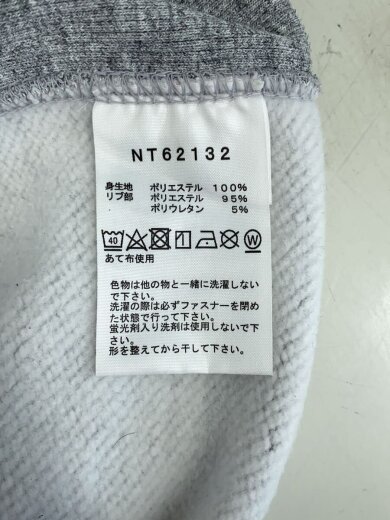 NT62132
身生地 ポリエステル 100%
リブ部 ポリエステル 95%
ポリウレタン 5%
40 W
あて布使用
色物は他の物と一緒に洗濯しない
で下さい。
洗濯の際は必ずファスナーを閉め
た状態で行って下さい。
蛍光剤入り洗剤は使用しないで下
さい。
形を整えてから干して下さい。